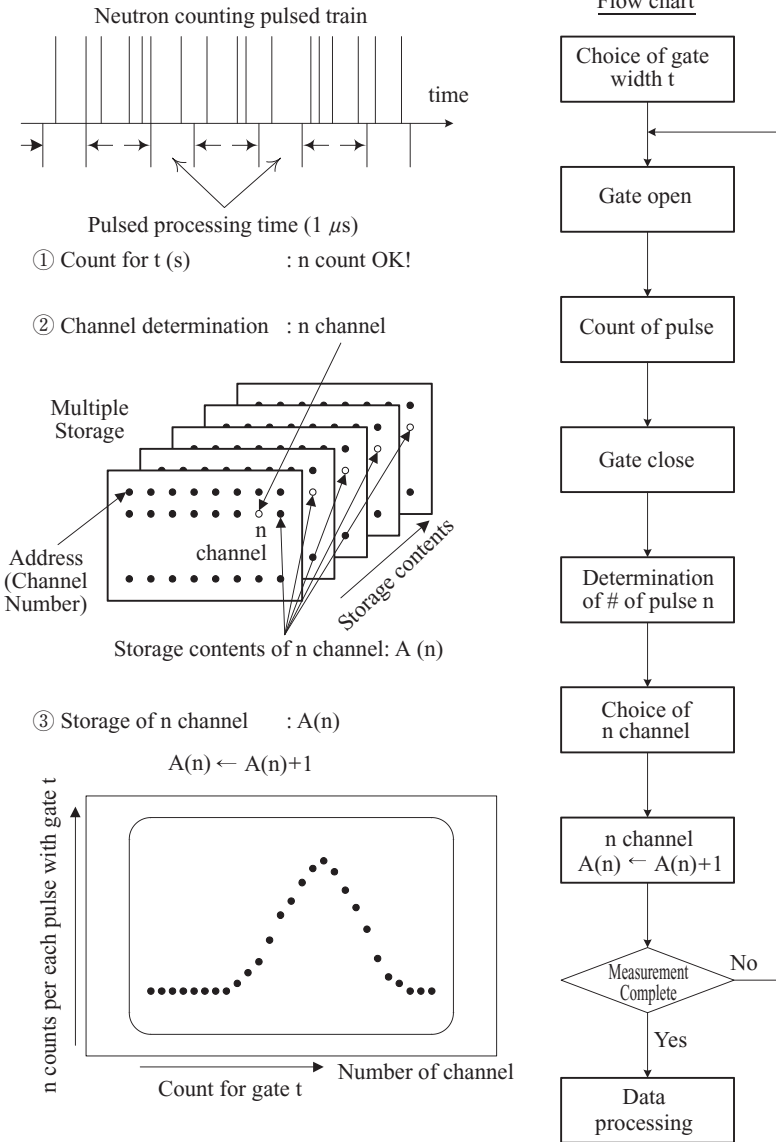 Neutron counting pulsed train
time
Pulsed processing time (1 μs)
① Count for t (s) : n count OK!
② Channel determination : n channel
Multiple
Storage
n
channel
Address
(Channel
Number)
Storage contents
Storage contents of n channel: A (n)
③ Storage of n channel : A(n)
A(n) ← A(n)+1
n counts per each pulse with gate t
Count for gate t
Number of channel
Flow chart
Choice of gate
width t
Gate open
Count of pulse
Gate close
Determination
of # of pulse n
Choice of
n channel
n channel
A(n) ← A(n)+1
Measurement
Complete
No
Yes
Data
processing